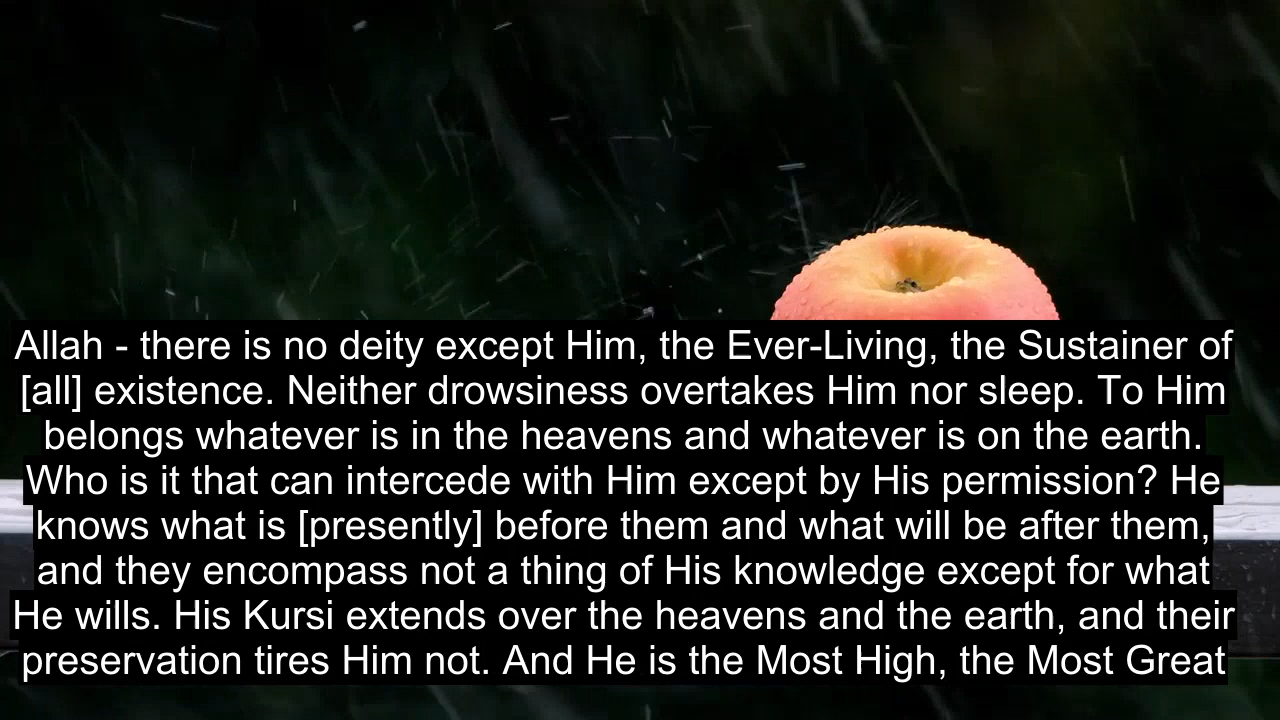 Allah - there is no deity except Him, the Ever-Living, the Sustainer of
[all] existence. Neither drowsiness overtakes Him nor sleep. To Him
belongs whatever is in the heavens and whatever is on the earth.
Who is it that can intercede with Him except by His permission? He
knows what is [presently] before them and what will be after them,
and they encompass not a thing of His knowledge except for what
He wills. His Kursi extends over the heavens and the earth, and their
preservation tires Him not. And He is the Most High, the Most Great